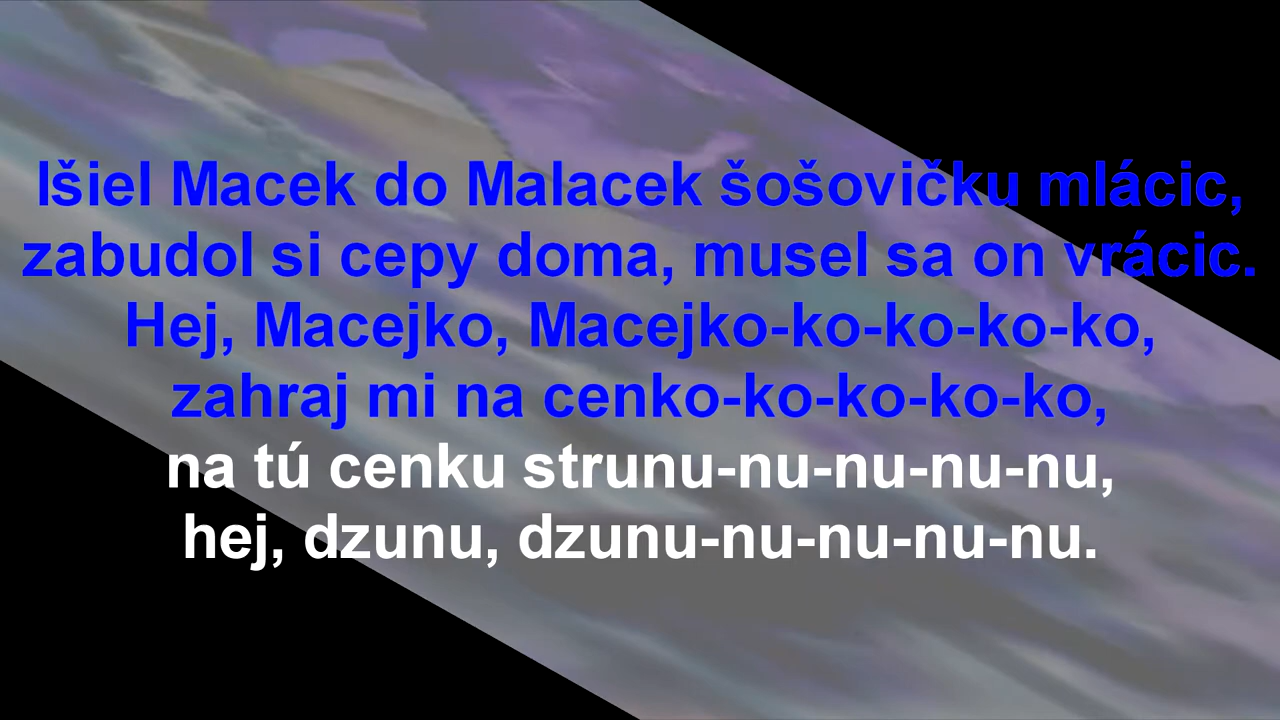 Išiel Macek do Malacek šošovičku mlácic,
zabudol si cepy doma, musel sa on vrácic.
Hej, Macejko, Macejko-ko-ko-ko-ko,
zahraj mi na cenko-ko-ko-ko-ko,
na tú cenku strunu-nu-nu-nu-nu,
hej, dzunu, dzunu-nu-nu-nu-nu.